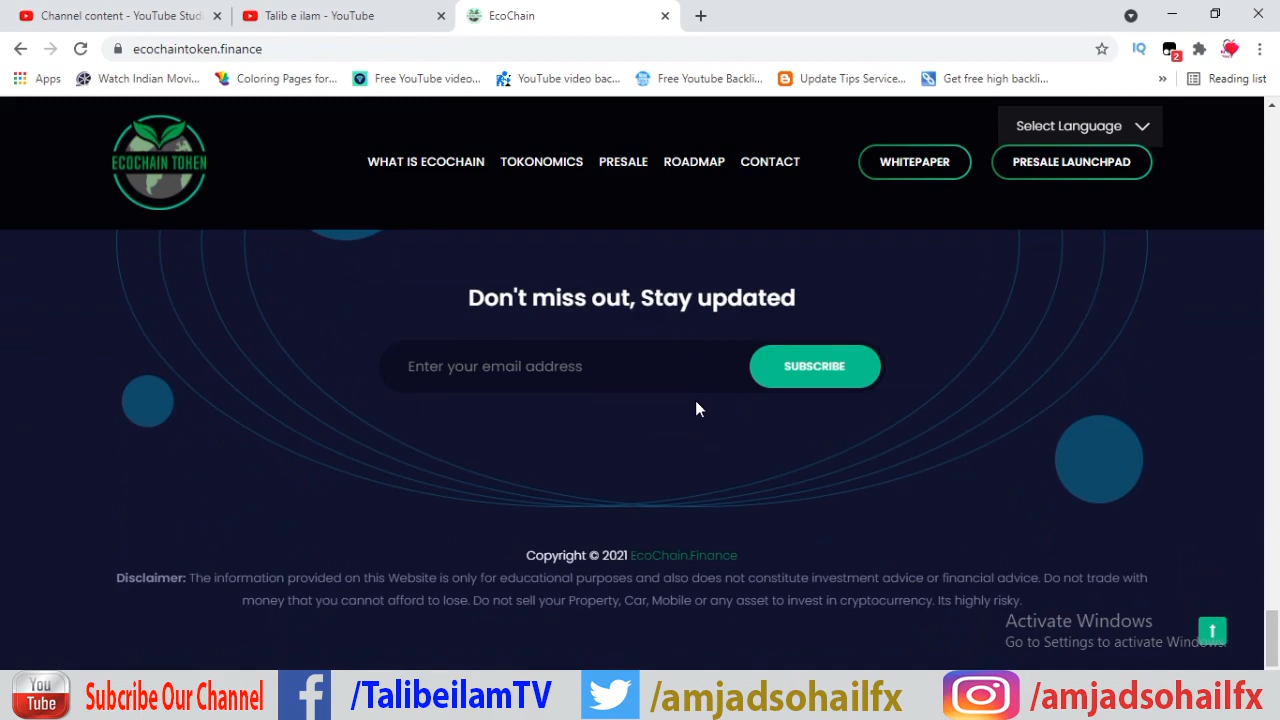 Channel content - YouTube Stud
Talib e ilam - YouTube
EcoChain
ecochaintoken.finance
IQ
2
Apps
Watch Indian Movi...
Coloring Pages for...
Free YouTube video...
YouTube video bac...
Free Youtube Backli...
Update Tips Service...
Get free high backli...
Reading list
Select Language
ECOCHAIN TOKEN
WHAT IS ECOCHAIN
TOKONOMICS
PRESALE
ROADMAP
CONTACT
WHITEPAPER
PRESALE LAUNCHPAD
Don't miss out, Stay updated
Enter your email address
SUBSCRIBE
Copyright © 2021 EcoChain.Finance
Disclaimer: The information provided on this Website is only for educational purposes and also does not constitute investment advice or financial advice. Do not trade with
money that you cannot afford to lose. Do not sell your Property, Car, Mobile or any asset to invest in cryptocurrency. Its highly risky.
Activate Windows
Go to Settings to activate Windows.
You
Tube
Subcribe Our Channel
/TalibeilamTV
/amjadsohailfx
/amjadsohailfx